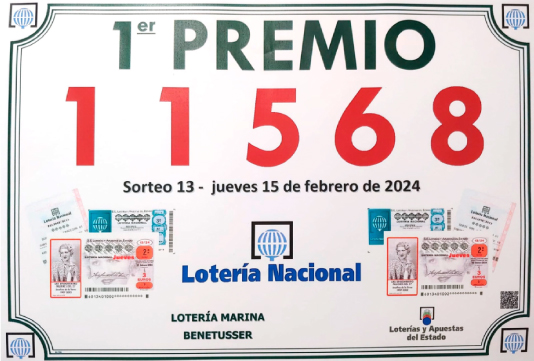 1er PREMIO
11568
Sorteo 13 - jueves 15 de febrero de 2024
Lotería Nacional
LOTERÍA MARINA
BENETUSSER
Loterías y Apuestas
del Estado